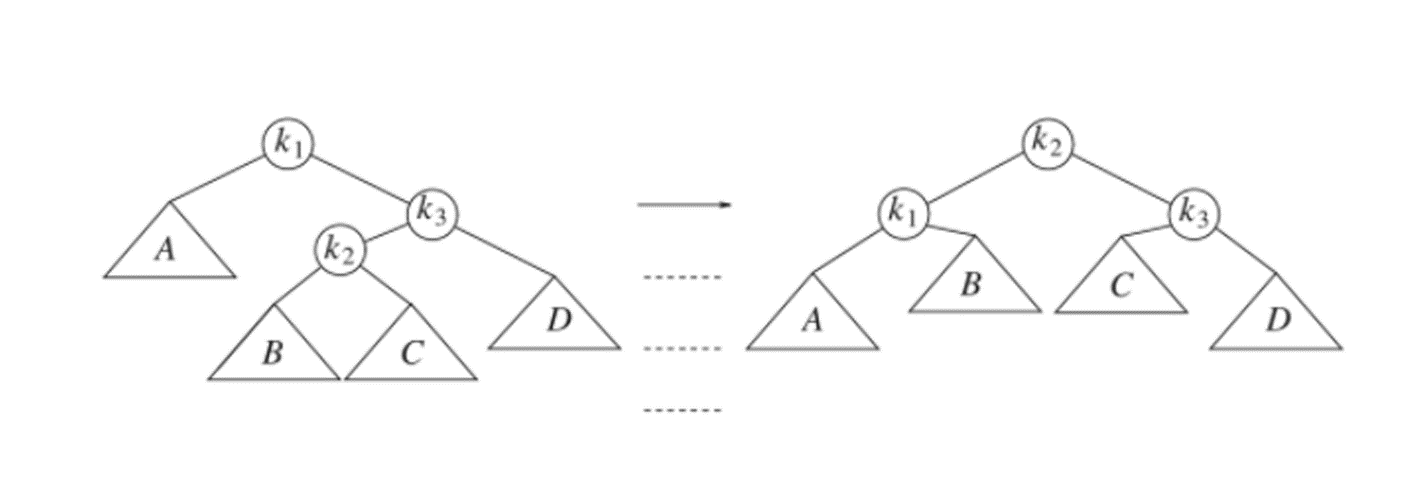 k₁ k₂
k₃ k₁ k₃
A k₂ B C
D A D
B C